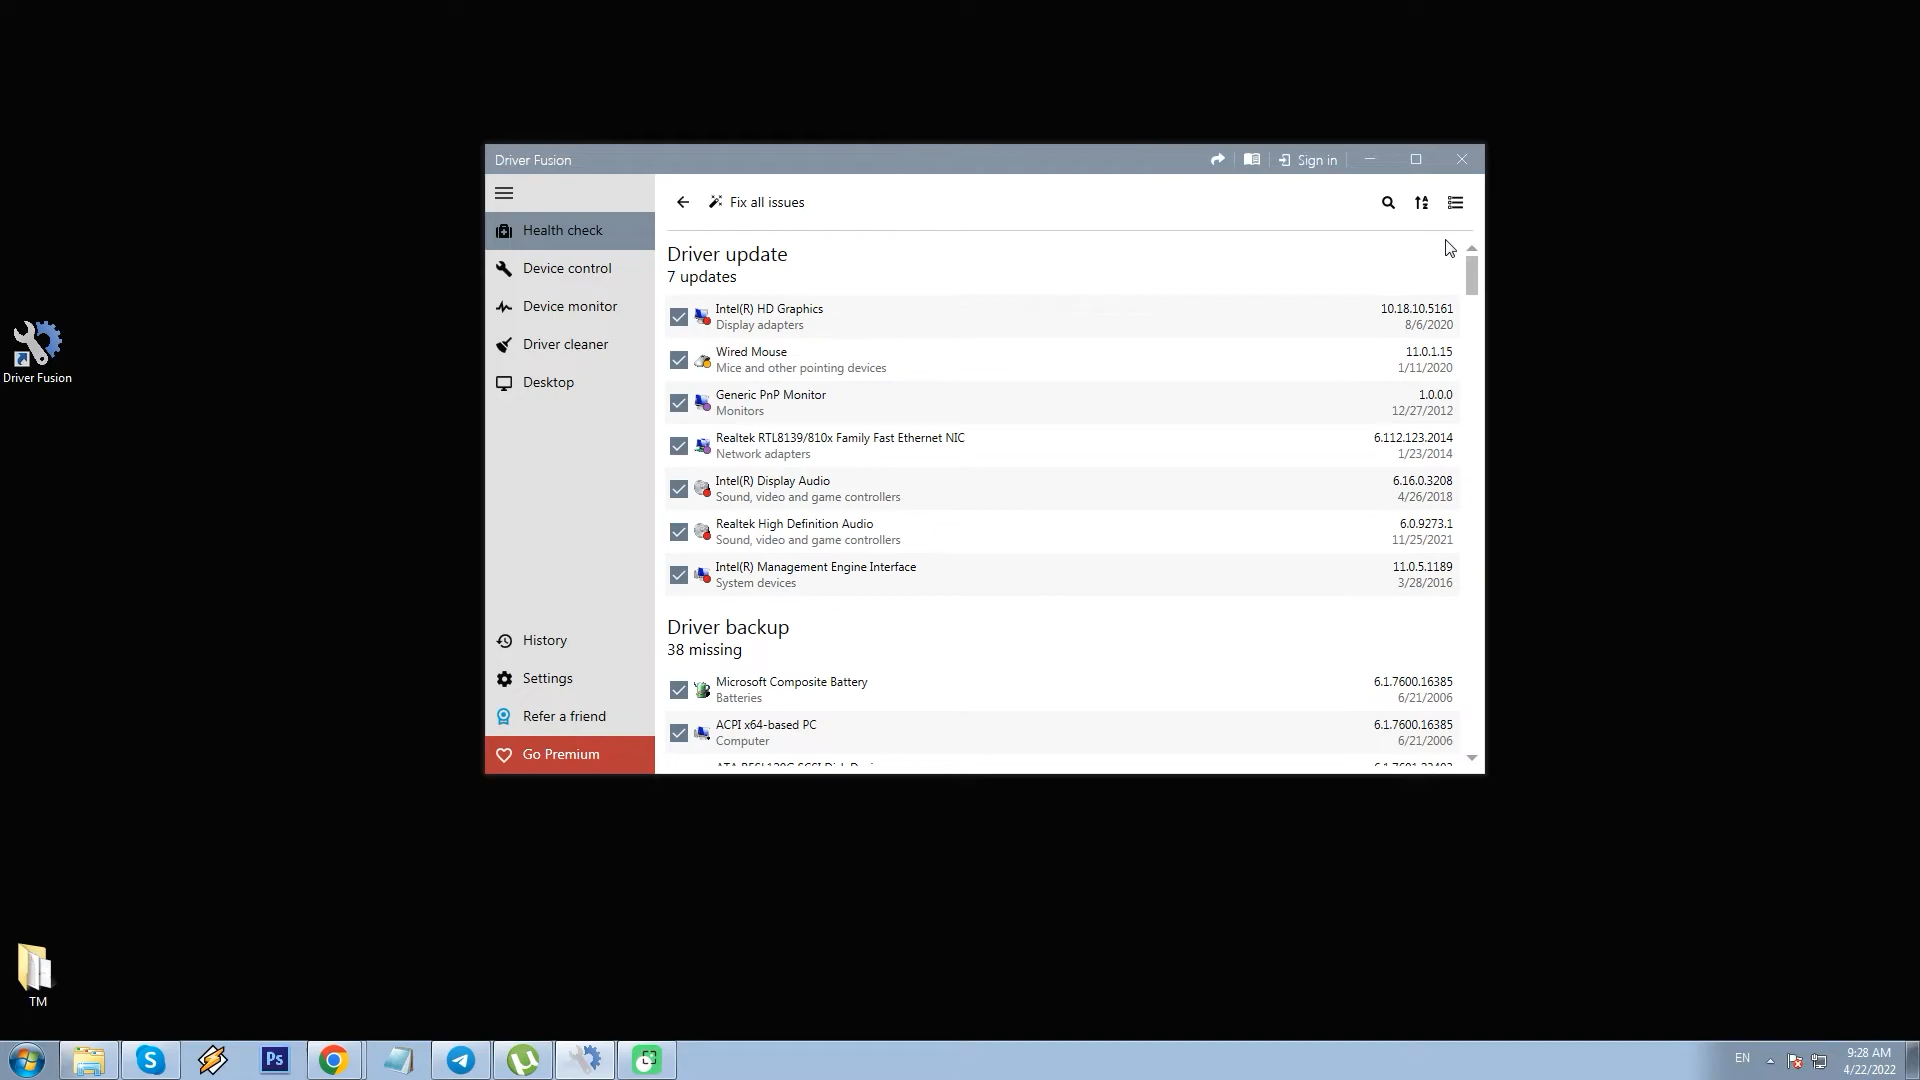 Driver Fusion
Sign in
Fix all issues
Health check
Device control
Device monitor
Driver cleaner
Desktop
History
Settings
Refer a friend
Go Premium
Driver update
7 updates
Intel(R) HD Graphics 10.18.10.5161
Display adapters 8/6/2020
Wired Mouse 11.0.1.15
Mice and other pointing devices 1/11/2020
Generic PnP Monitor 1.0.0.0
Monitors 12/27/2012
Realtek RTL8139/810x Family Fast Ethernet NIC 6.112.123.2014
Network adapters 1/23/2014
Intel(R) Display Audio 6.16.0.3208
Sound, video and game controllers 4/26/2018
Realtek High Definition Audio 6.0.9273.1
Sound, video and game controllers 11/25/2021
Intel(R) Management Engine Interface 11.0.5.1189
System devices 3/28/2016
Driver backup
38 missing
Microsoft Composite Battery 6.1.7600.16385
Batteries 6/21/2006
ACPI x64-based PC 6.1.7600.16385
Computer 6/21/2006
Driver Fusion
TM
Ps
EN
9:28 AM
4/22/2022